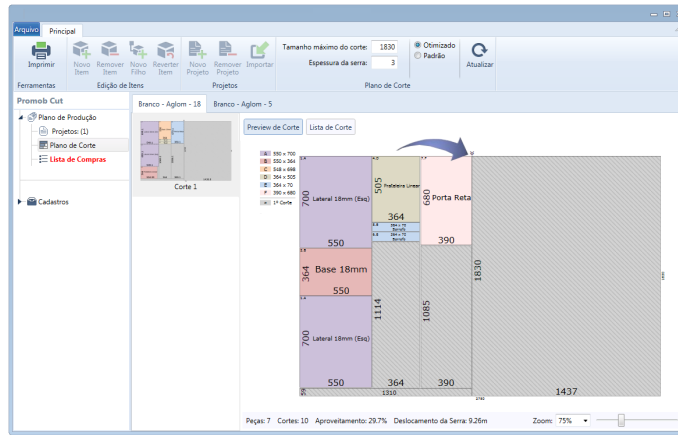 Arquivo Principal
Imprimir
Novo Item
Remover Item
Novo Filho
Reverter Item
Novo Projeto
Remover Projeto
Importar
Tamanho máximo do corte: 1830
Espessura da serra: 3
Otimizado
Padrão
Atualizar
Ferramentas
Edição de Itens
Projetos
Plano de Corte
Promob Cut
Plano de Produção
Projetos: (1)
Plano de Corte
Lista de Compras
Cadastros
Branco - Aglom - 18
Branco - Aglom - 5
Corte 1
Preview de Corte
Lista de Corte
A 550 x 700
B 550 x 364
C 548 x 698
D 364 x 505
E 364 x 70
F 390 x 680
1º Corte
700 Lateral 18mm (Esq)
550
505 Prateleira Linear
364
680 Porta Reta
390
364 Base 18mm
550
1830
700 Lateral 18mm (Esq)
550
1114
364
1085
390
1437
59
1310
Peças: 7 Cortes: 10 Aproveitamento: 29.7% Deslocamento da Serra: 9.26m
Zoom: 75%